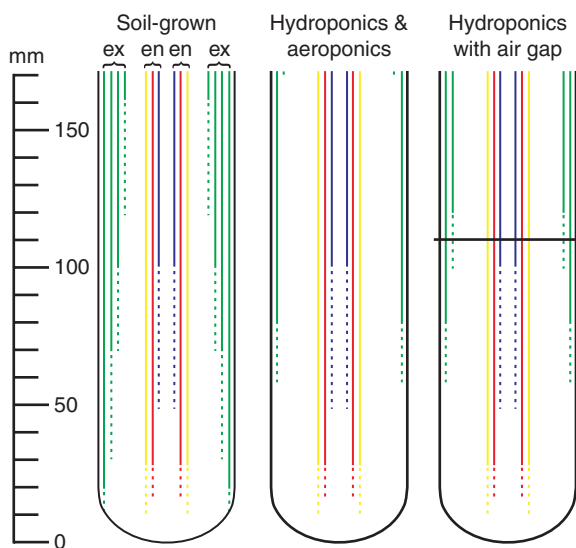 Soil-grown
ex en en ex
Hydroponics &
aeroponics
Hydroponics
with air gap
mm
150
100
50
0